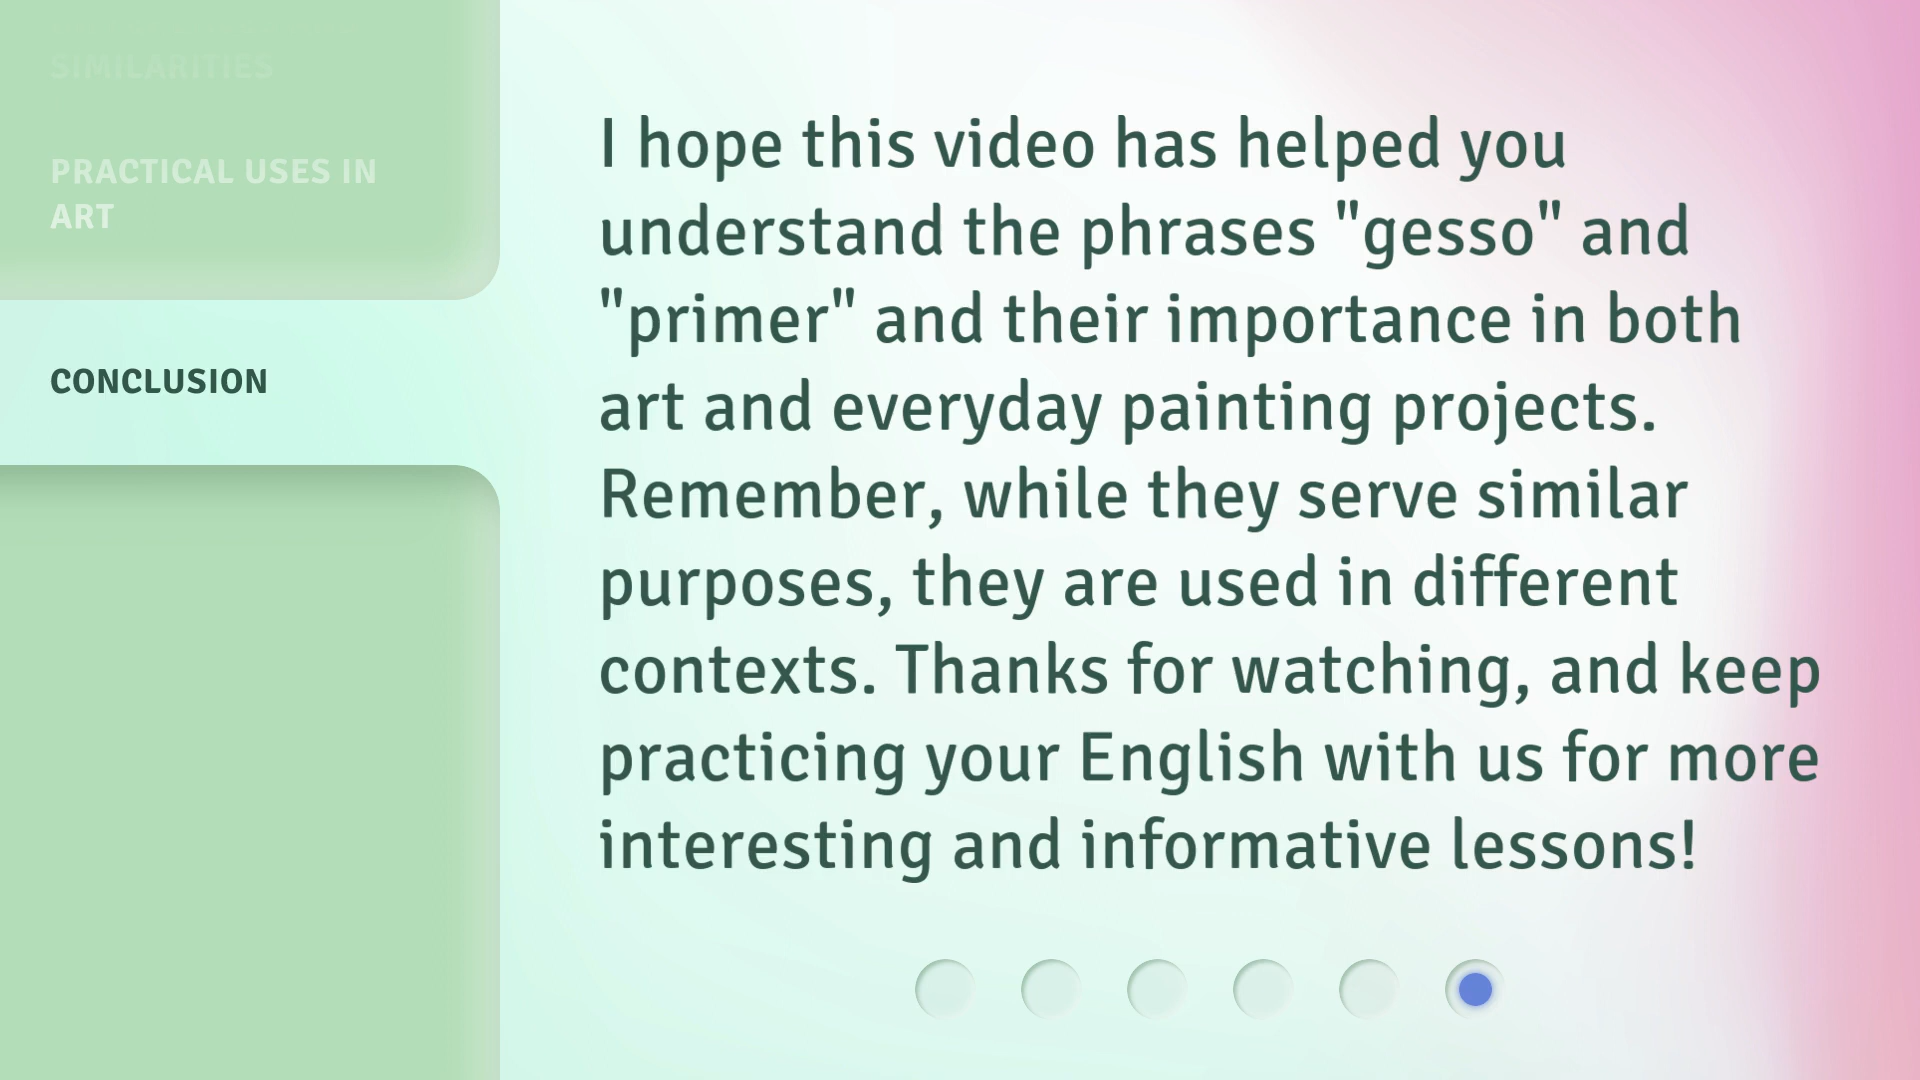 SIMILARITIES
PRACTICAL USES IN
ART
CONCLUSION
I hope this video has helped you
understand the phrases "gesso" and
"primer" and their importance in both
art and everyday painting projects.
Remember, while they serve similar
purposes, they are used in different
contexts. Thanks for watching, and keep
practicing your English with us for more
interesting and informative lessons!